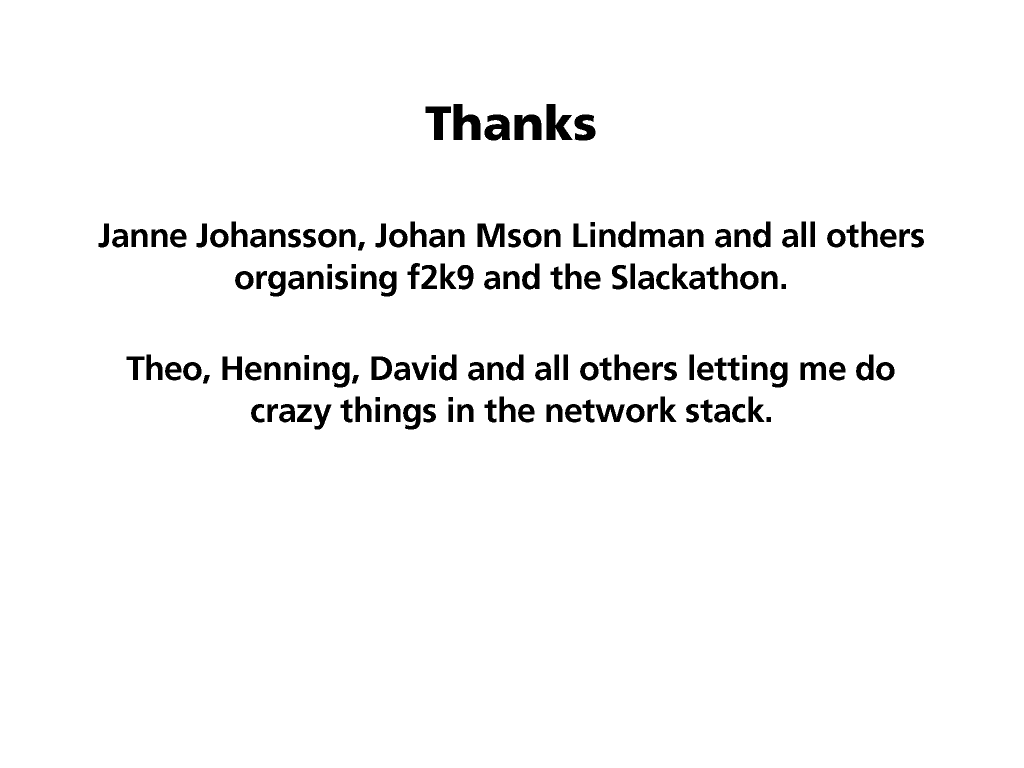 Thanks
Janne Johansson, Johan Mson Lindman and all others
organising f2k9 and the Slackathon.
Theo, Henning, David and all others letting me do
crazy things in the network stack.